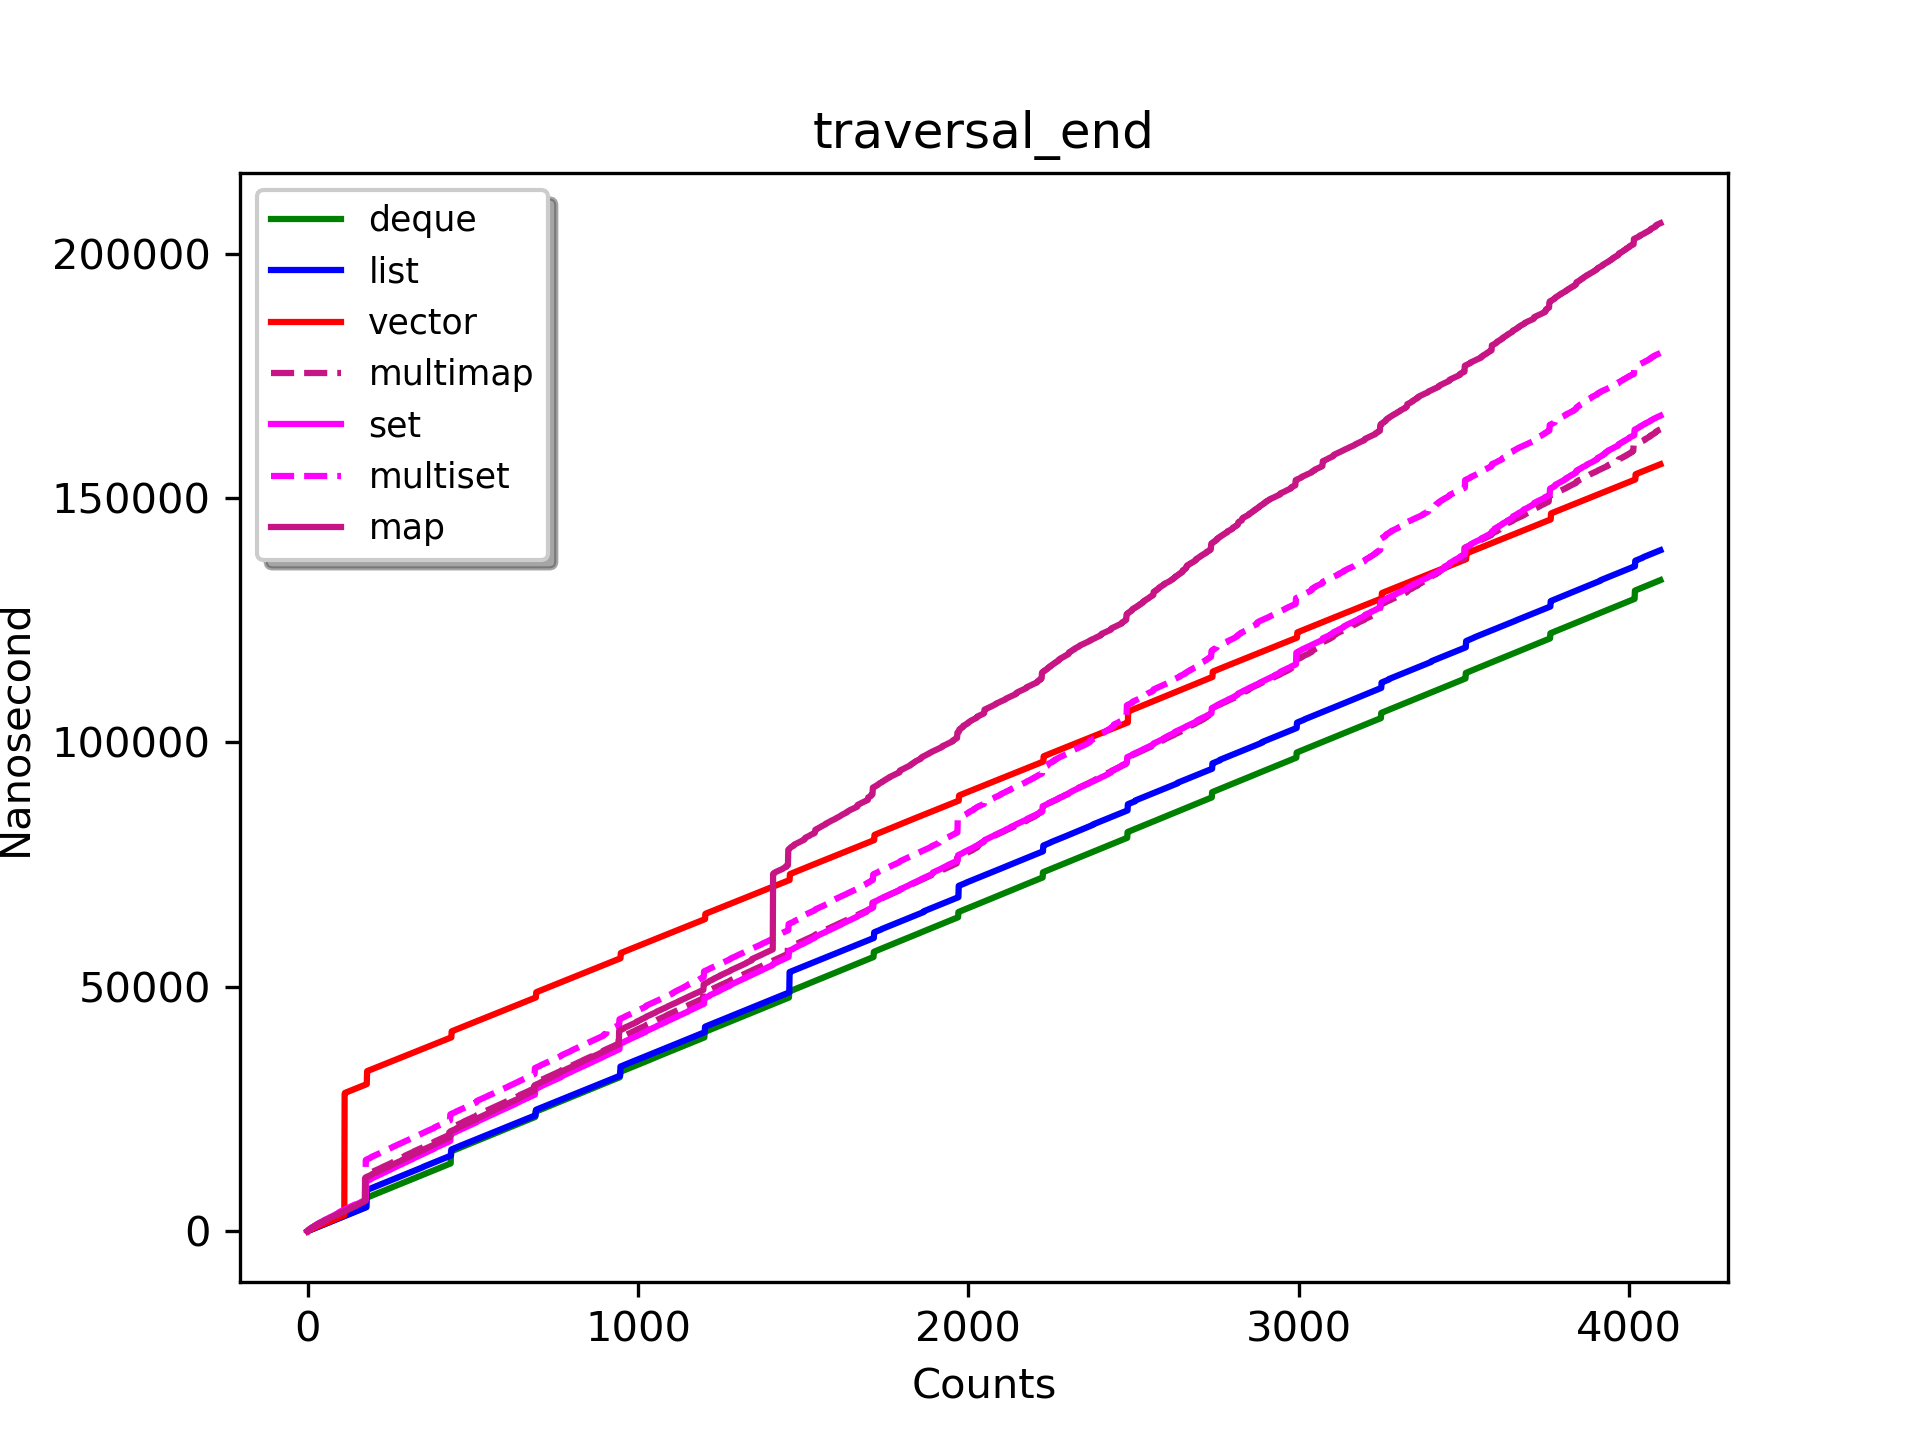 traversal_end
deque
list
vector
multimap
set
multiset
map
Nanosecond
200000
150000
100000
50000
0
0 1000 2000 3000 4000
Counts